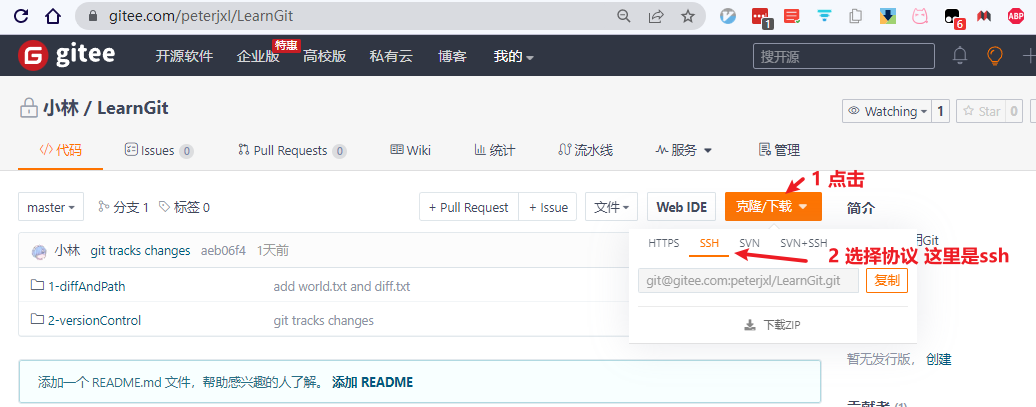 gitee.com/peterjxl/LearnGit
1
6
ABP
G gitee
开源软件 企业版 特惠 高校版 私有云 博客 我的
搜开源
小林 / LearnGit
Watching 1
Star 0
代码 Issues 0 Pull Requests 0 Wiki 统计 流水线 服务 管理
1 点击
master 分支 1 标签 0
+ Pull Request + Issue 文件 Web IDE 克隆/下载
简介
小林 git tracks changes aeb06f4 1天前
HTTPS SSH SVN SVN+SSH
Git
2 选择协议 这里是ssh
1-diffAndPath add world.txt and diff.txt
git@gitee.com:peterjxl/LearnGit.git 复制
2-versionControl git tracks changes
下载ZIP
暂无发行版， 创建
添加一个 README.md 文件，帮助感兴趣的人了解。 添加 README
贡献者 (1)